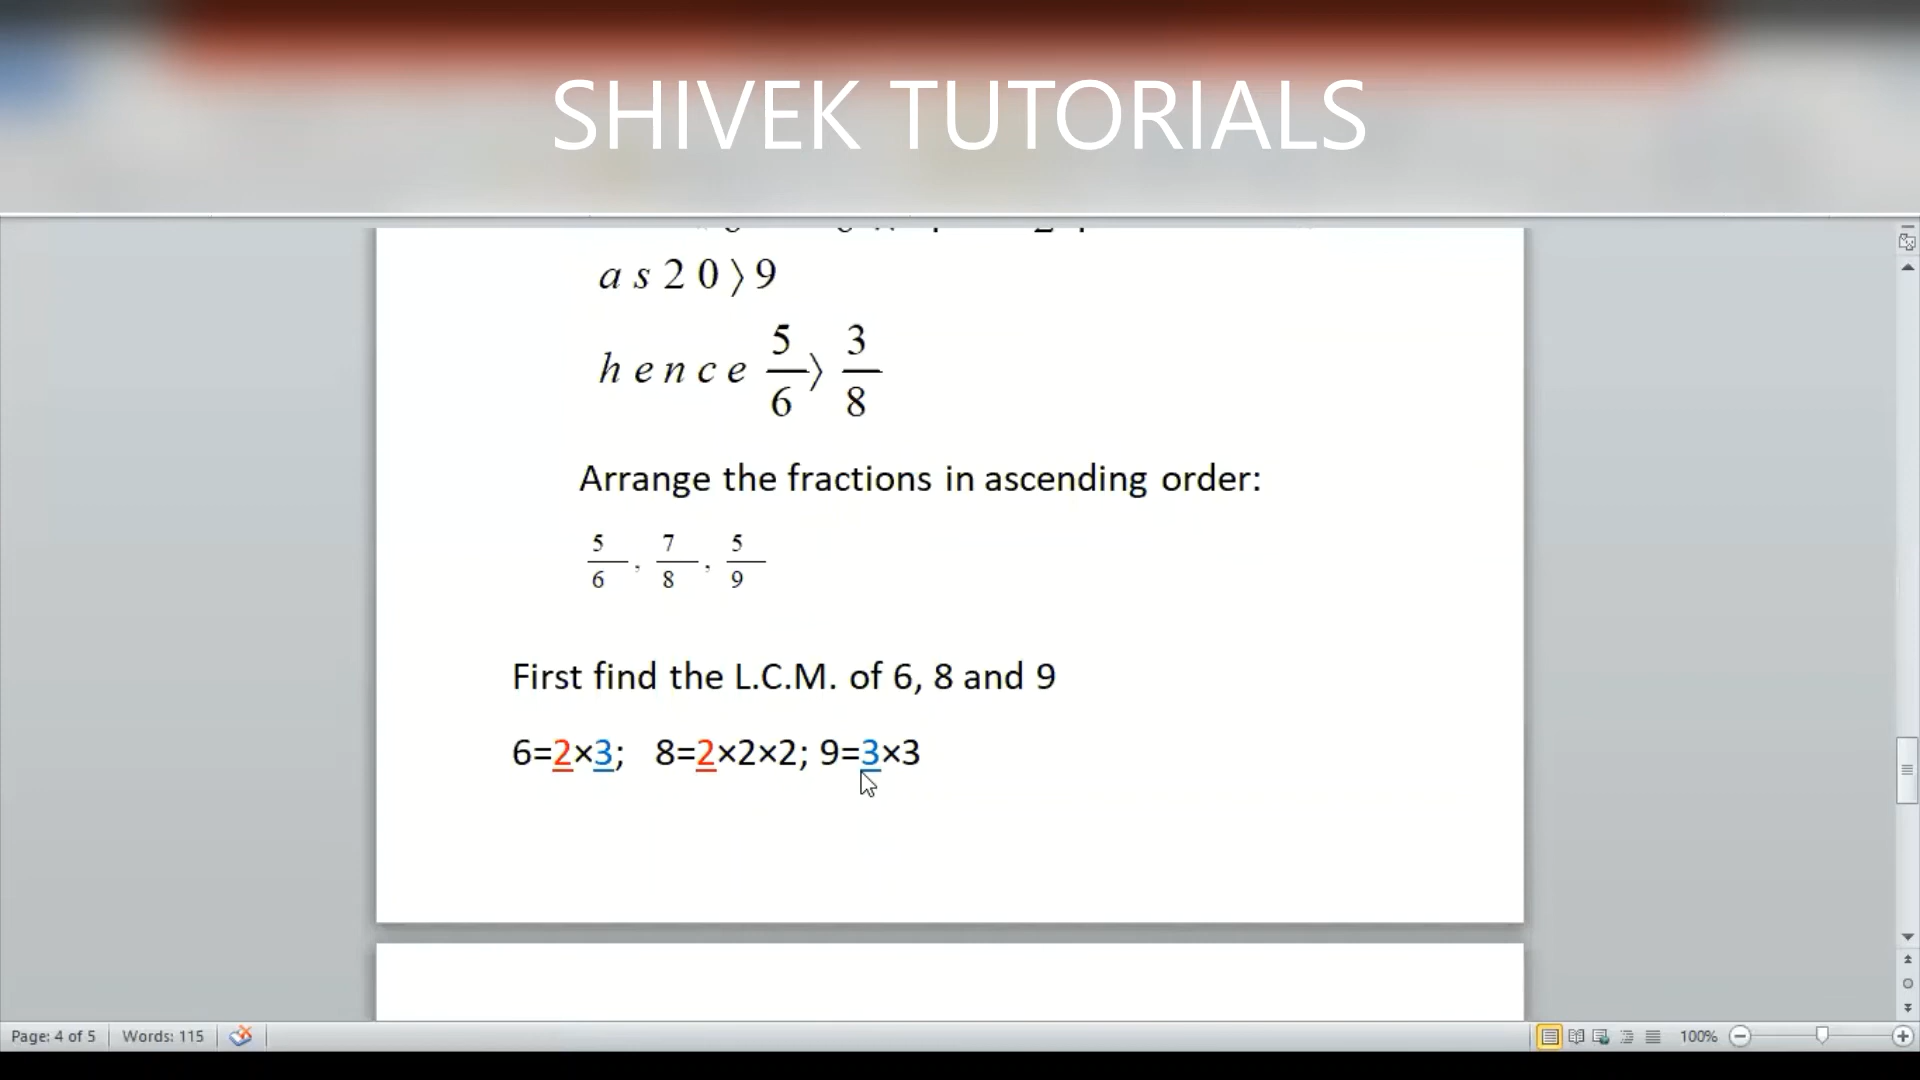 SHIVEK TUTORIALS
as20〉9
hence 5/6 〉 3/8
Arrange the fractions in ascending order:
5/6 , 7/8 , 5/9
First find the L.C.M. of 6, 8 and 9
6=2×3; 8=2×2×2; 9=3×3
Page: 4 of 5 Words: 115 100%